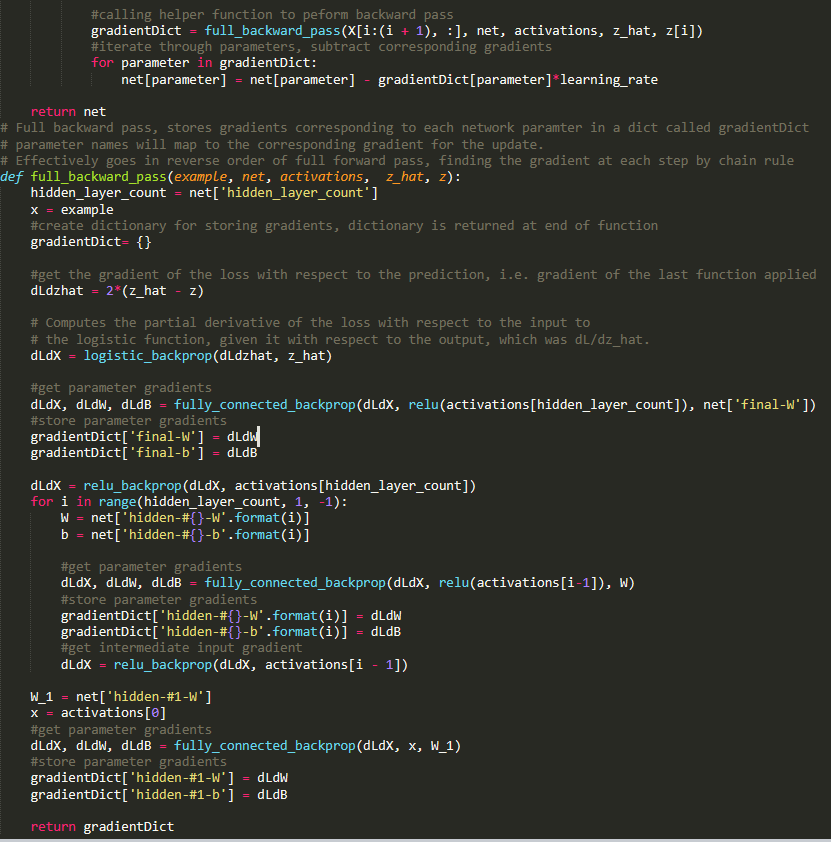 #calling helper function to peform backward pass
gradientDict = full_backward_pass(X[i:(i + 1), :], net, activations, z_hat, z[i])
#iterate through parameters, subtract corresponding gradients
for parameter in gradientDict:
net[parameter] = net[parameter] - gradientDict[parameter]*learning_rate
return net
# Full backward pass, stores gradients corresponding to each network paramter in a dict called gradientDict
# parameter names will map to the corresponding gradient for the update.
# Effectively goes in reverse order of full forward pass, finding the gradient at each step by chain rule
def full_backward_pass(example, net, activations,  z_hat, z):
hidden_layer_count = net['hidden_layer_count']
x = example
#create dictionary for storing gradients, dictionary is returned at end of function
gradientDict= {}
#get the gradient of the loss with respect to the prediction, i.e. gradient of the last function applied
dLdzhat = 2*(z_hat - z)
# Computes the partial derivative of the loss with respect to the input to
# the logistic function, given it with respect to the output, which was dL/dz_hat.
dLdX = logistic_backprop(dLdzhat, z_hat)
#get parameter gradients
dLdX, dLdW, dLdB = fully_connected_backprop(dLdX, relu(activations[hidden_layer_count]), net['final-W'])
#store parameter gradients
gradientDict['final-W'] = dLdW
gradientDict['final-b'] = dLdB
dLdX = relu_backprop(dLdX, activations[hidden_layer_count])
for i in range(hidden_layer_count, 1, -1):
W = net['hidden-#{}-W'.format(i)]
b = net['hidden-#{}-b'.format(i)]
#get parameter gradients
dLdX, dLdW, dLdB = fully_connected_backprop(dLdX, relu(activations[i-1]), W)
#store parameter gradients
gradientDict['hidden-#{}-W'.format(i)] = dLdW
gradientDict['hidden-#{}-b'.format(i)] = dLdB
#get intermediate input gradient
dLdX = relu_backprop(dLdX, activations[i - 1])
W_1 = net['hidden-#1-W']
x = activations[0]
#get parameter gradients
dLdX, dLdW, dLdB = fully_connected_backprop(dLdX, x, W_1)
#store parameter gradients
gradientDict['hidden-#1-W'] = dLdW
gradientDict['hidden-#1-b'] = dLdB
return gradientDict